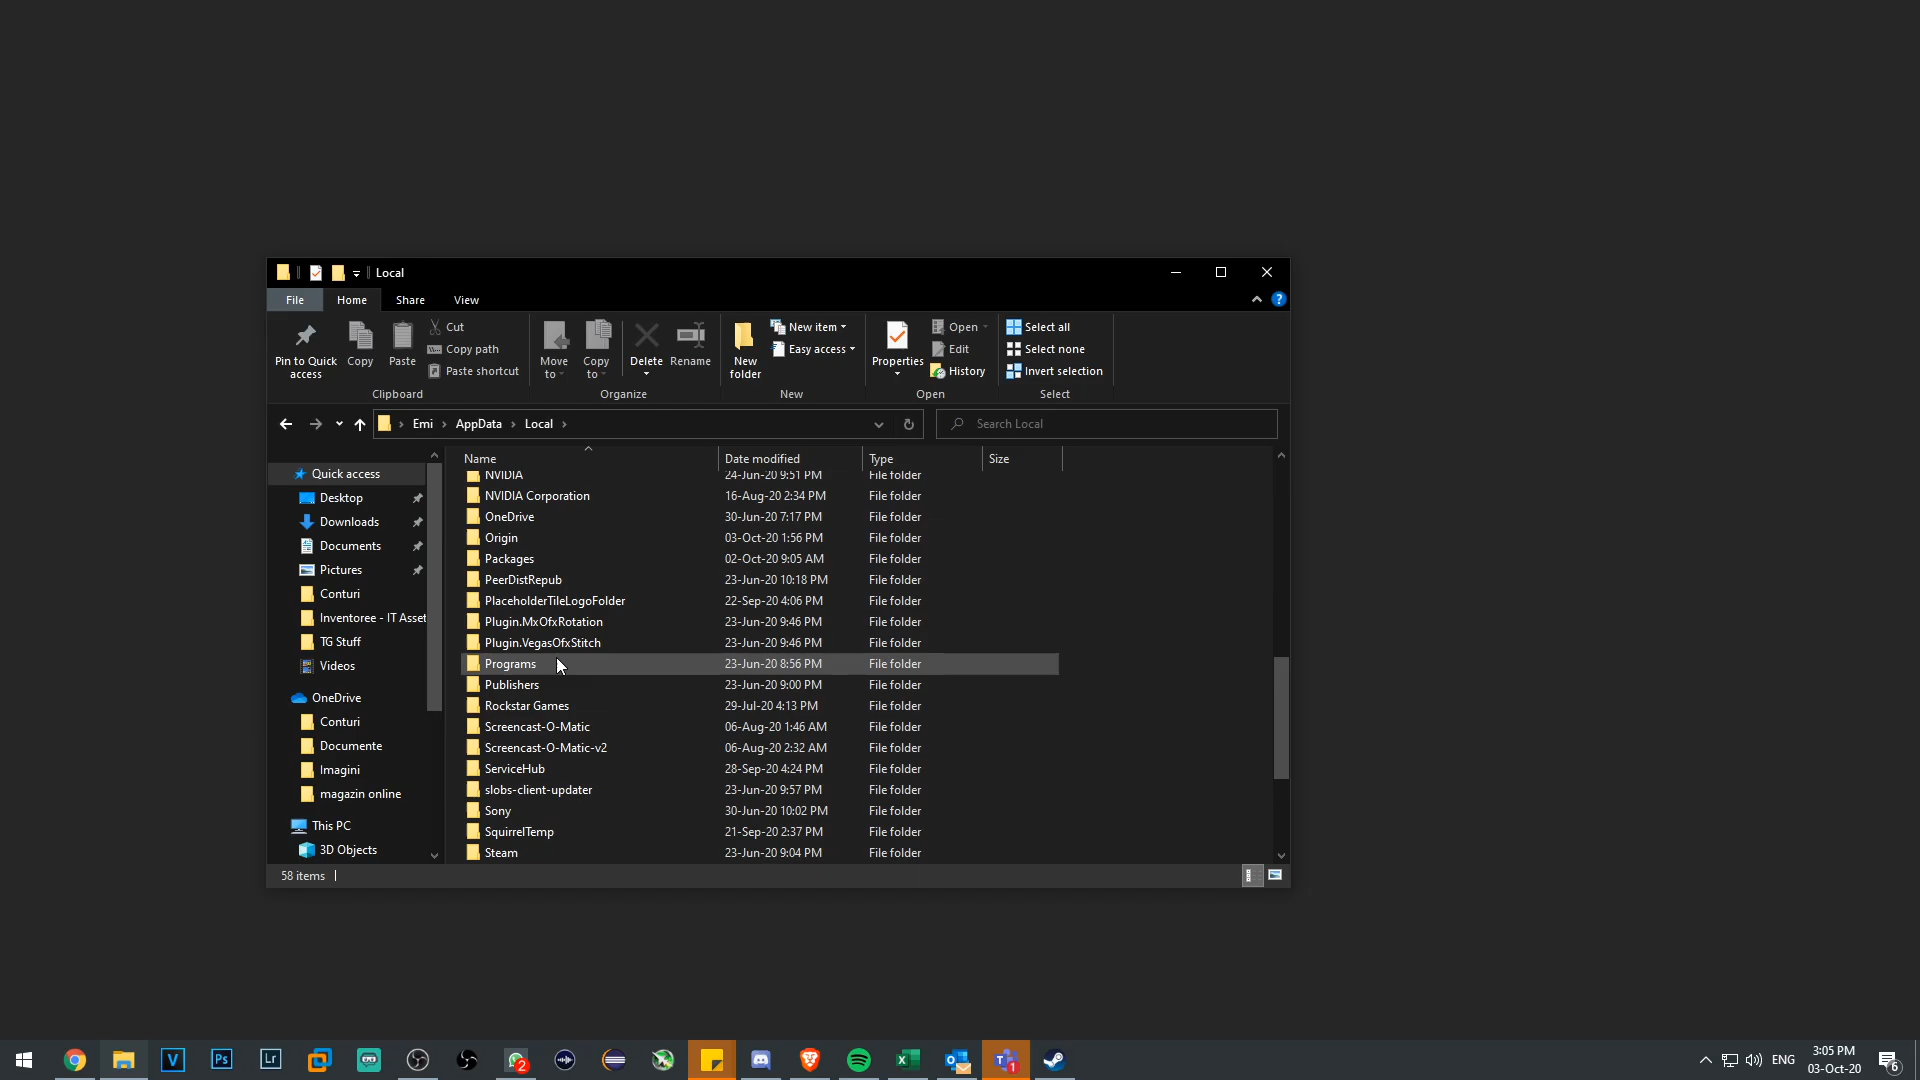 Local
File Home Share View
Pin to Quick access
Copy
Paste
Cut
Copy path
Paste shortcut
Clipboard
Move to
Copy to
Delete
Rename
Organize
New folder
New item
Easy access
New
Properties
Open
Edit
History
Open
Select all
Select none
Invert selection
Select
Emi > AppData > Local >
Search Local
Quick access
Desktop
Downloads
Documents
Pictures
Conturi
Inventoree - IT Asset
TG Stuff
Videos
OneDrive
Conturi
Documente
Imagini
magazin online
This PC
3D Objects
Name Date modified Type Size
NVIDIA 24-Jun-20 9:51 PM File folder
NVIDIA Corporation 16-Aug-20 2:34 PM File folder
OneDrive 30-Jun-20 7:17 PM File folder
Origin 03-Oct-20 1:56 PM File folder
Packages 02-Oct-20 9:05 AM File folder
PeerDistRepub 23-Jun-20 10:18 PM File folder
PlaceholderTileLogoFolder 22-Sep-20 4:06 PM File folder
Plugin.MxOfxRotation 23-Jun-20 9:46 PM File folder
Plugin.VegasOfxStitch 23-Jun-20 9:46 PM File folder
Programs 23-Jun-20 8:56 PM File folder
Publishers 23-Jun-20 9:00 PM File folder
Rockstar Games 29-Jul-20 4:13 PM File folder
Screencast-O-Matic 06-Aug-20 1:46 AM File folder
Screencast-O-Matic-v2 06-Aug-20 2:32 AM File folder
ServiceHub 28-Sep-20 4:24 PM File folder
slobs-client-updater 23-Jun-20 9:57 PM File folder
Sony 30-Jun-20 10:02 PM File folder
SquirrelTemp 21-Sep-20 2:37 PM File folder
Steam 23-Jun-20 9:04 PM File folder
58 items
V Ps Lr 2 1 ENG
3:05 PM
03-Oct-20
6